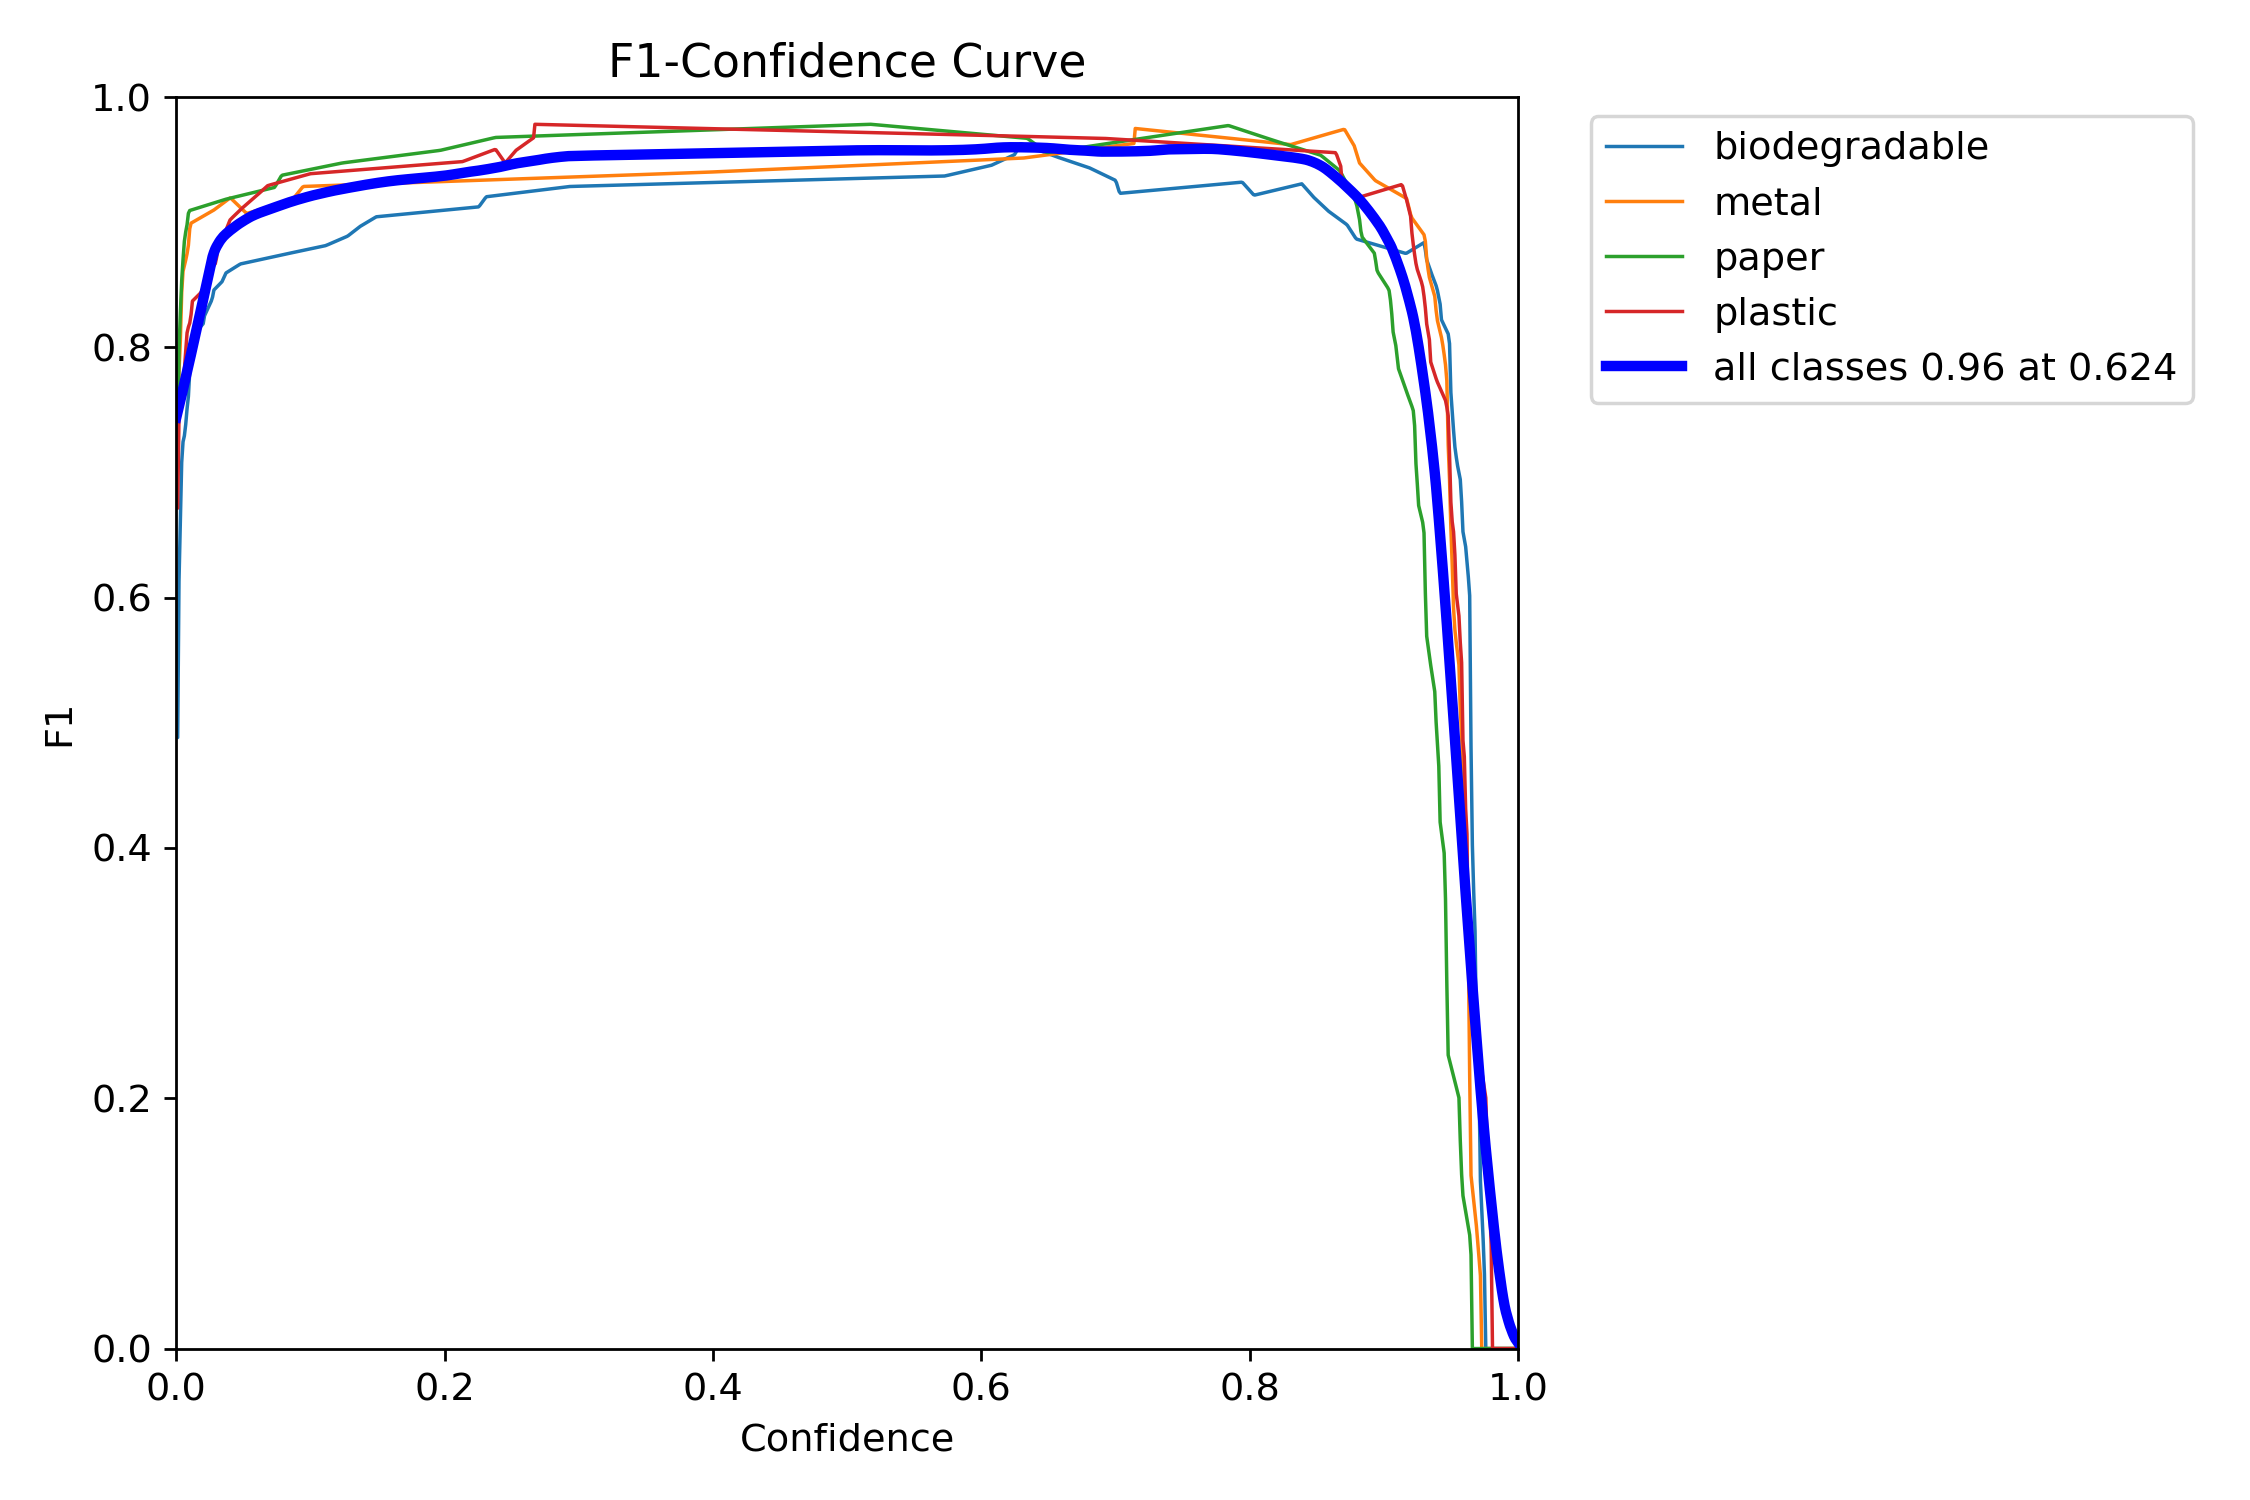 F1-Confidence Curve
1.0
0.8
0.6
0.4
0.2
0.0
F1
0.0 0.2 0.4 0.6 0.8 1.0
Confidence
biodegradable
metal
paper
plastic
all classes 0.96 at 0.624